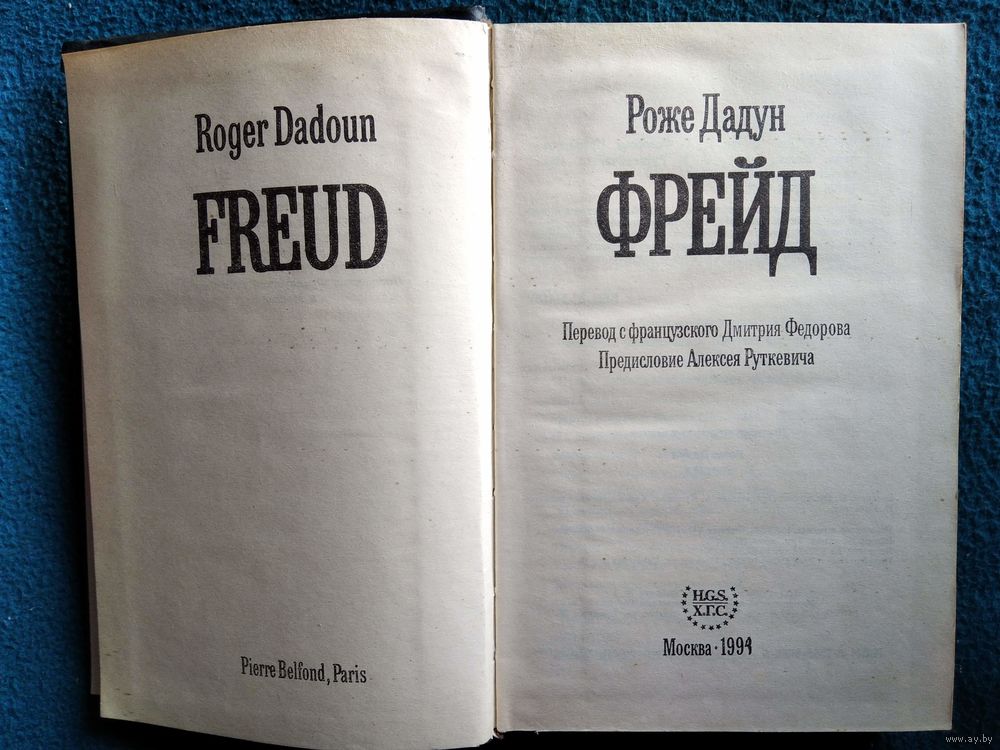 Roger Dadoun
FREUD
Pierre Belfond, Paris
Роже Дадун
ФРЕЙД
Перевод с французского Дмитрия Федорова
Предисловие Алексея Руткевича
H.G.S.
Х.Г.С.
Москва · 1994
www.ay.by